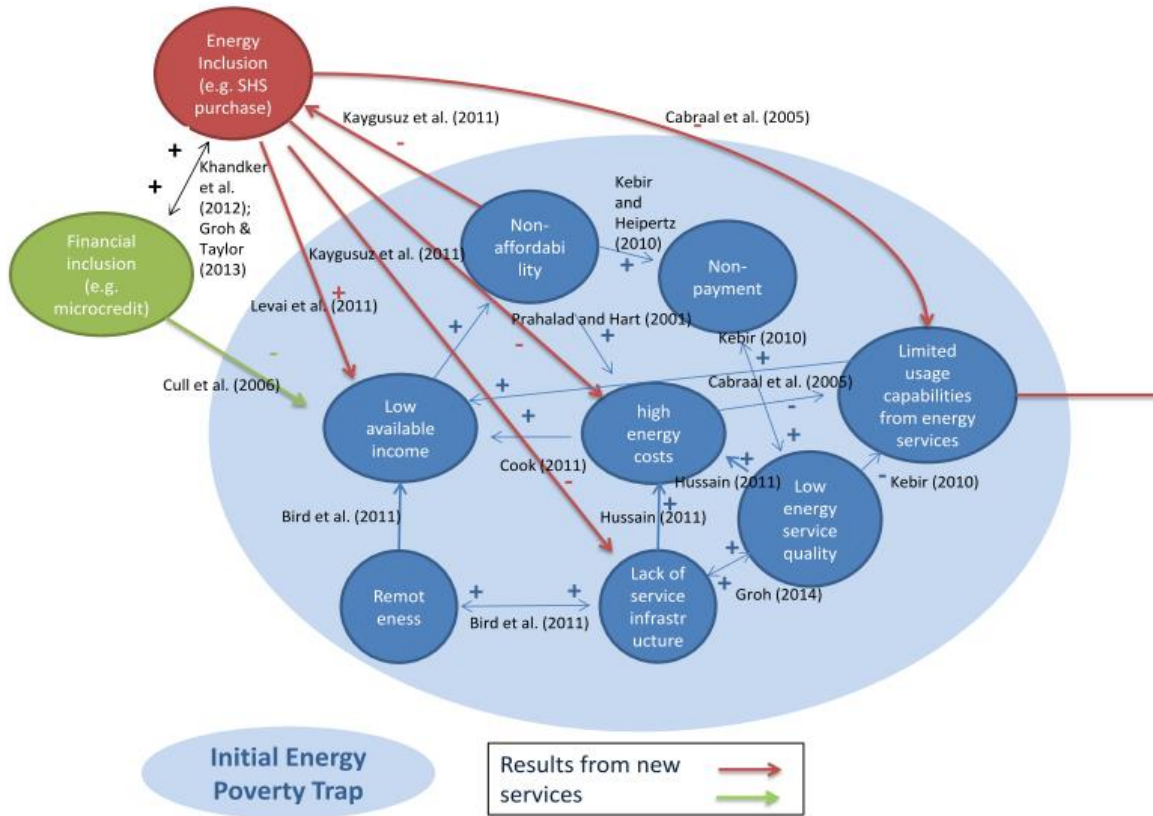 Energy
Inclusion
(e.g. SHS
purchase)
Kaygusuz et al. (2011)
Cabraal et al. (2005)
-
-
+
+
Khandker
et al.
(2012);
Groh &
Taylor
(2013)
Kebir
and
Heipertz
(2010)
Non-
affordabi
lity
+
Non-
payment
Financial
inclusion
(e.g.
microcredit)
Kaygusuz et al. (2011)
Levai et al. (2011)
+
Prahalad and Hart (2001)
+
+
-
Kebir (2010)
+
Limited
usage
capabilities
from energy
services
-
Cull et al. (2006)
Cabraal et al. (2005)
+
Low
available
income
+
high
energy
costs
-
+
Cook (2011)
-
Hussain (2011)
+
Low
energy
service
quality
-
Kebir (2010)
Bird et al. (2011)
Hussain (2011)
+
Remot
eness
+
+
Bird et al. (2011)
Lack of
service
infrastr
ucture
+
+
Groh (2014)
Initial Energy
Poverty Trap
Results from new
services